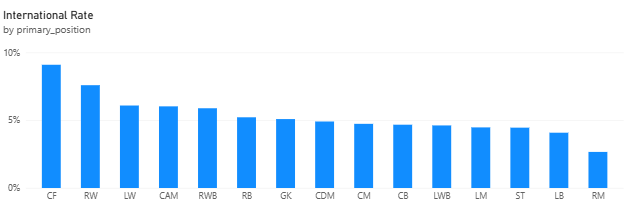 International Rate
by primary_position
10%
5%
0%
CF RW LW CAM RWB RB GK CDM CM CB LWB LM ST LB RM